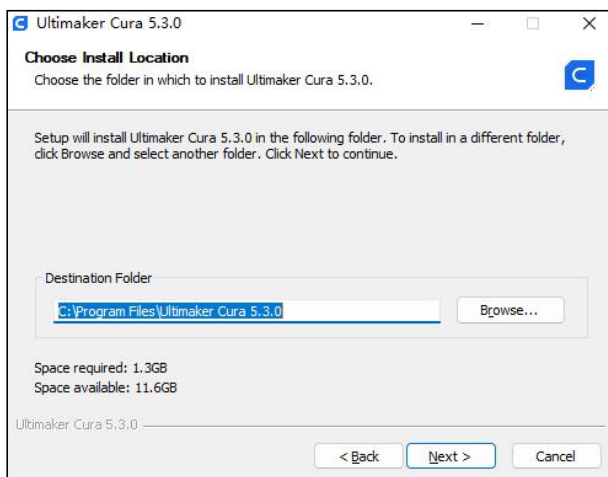 Ultimaker Cura 5.3.0
Choose Install Location
Choose the folder in which to install Ultimaker Cura 5.3.0.
Setup will install Ultimaker Cura 5.3.0 in the following folder. To install in a different folder,
click Browse and select another folder. Click Next to continue.
Destination Folder
C:\Program Files\Ultimaker Cura 5.3.0
Browse...
Space required: 1.3GB
Space available: 11.6GB
Ultimaker Cura 5.3.0
< Back
Next >
Cancel